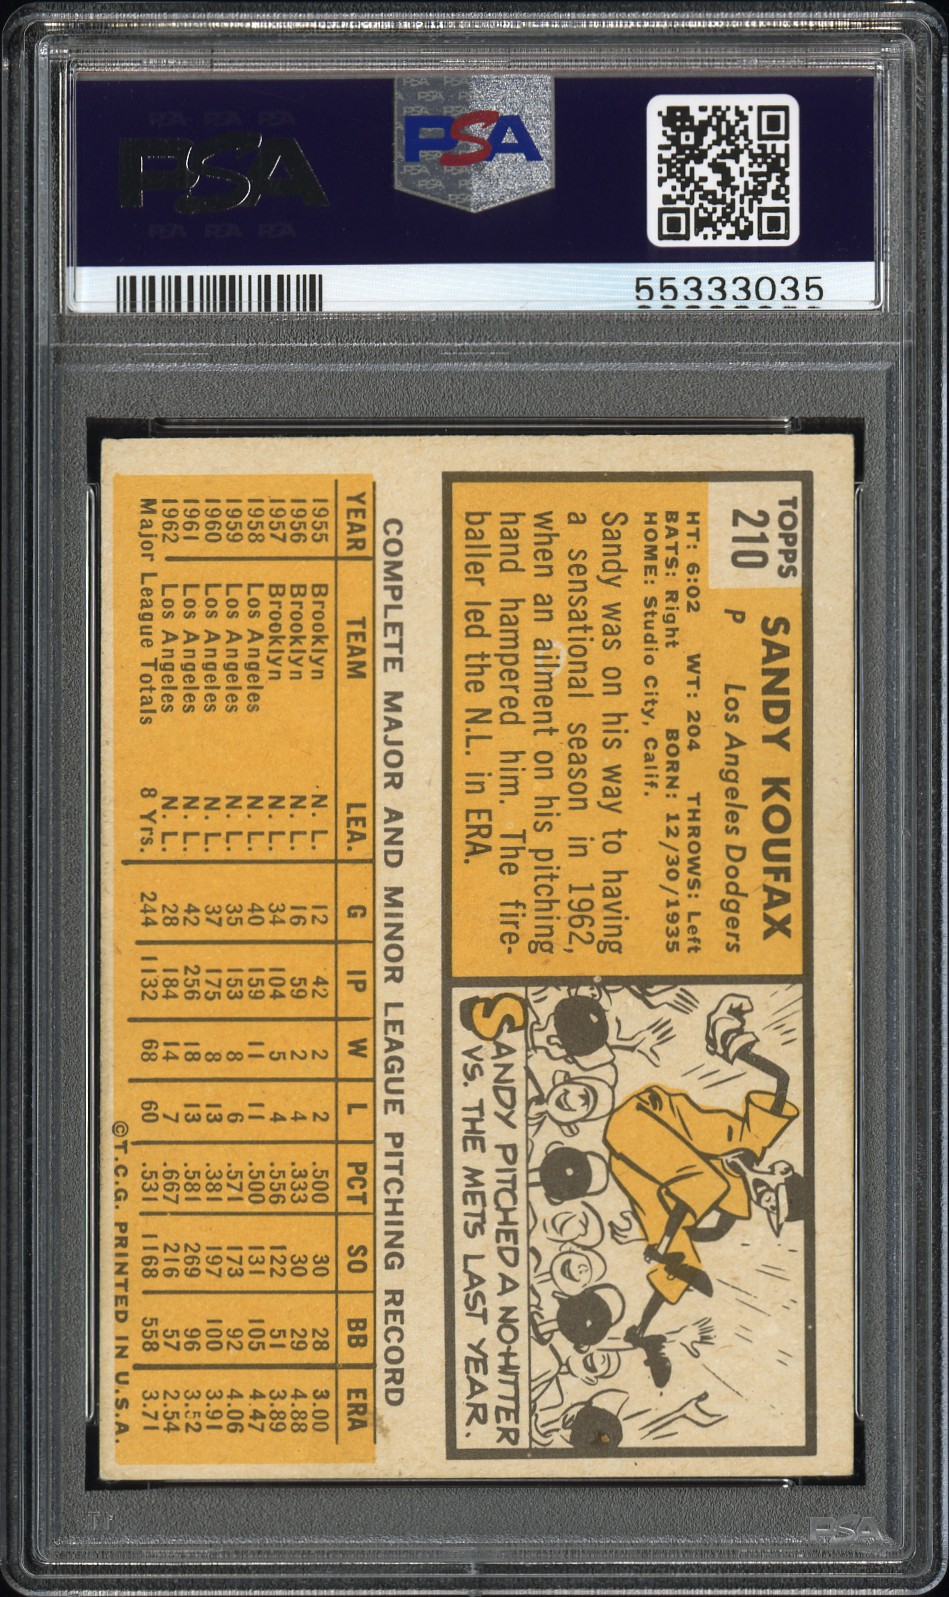 PSA PSA PSA
PSA
PSA PSA PSA
PSA
55333035
TOPPS
210
SANDY KOUFAX
P Los Angeles Dodgers
HT: 6:02 WT: 204 THROWS: Left
BATS: Right BORN: 12/30/1935
HOME: Studio City, Calif.
Sandy was on his way to having
a sensational season in 1962,
when an ailment on his pitching
hand hampered him. The fire-
baller led the N.L. in ERA.
SANDY PITCHED A NO-HITTER
VS. THE METS LAST YEAR.
COMPLETE MAJOR AND MINOR LEAGUE PITCHING RECORD
YEAR TEAM LEA. G IP W L PCT SO BB ERA
1955 Brooklyn N. L. 12 42 2 2 .500 30 28 3.00
1956 Brooklyn N. L. 16 59 2 4 .333 30 29 4.88
1957 Brooklyn N. L. 34 104 5 4 .556 122 51 3.89
1958 Los Angeles N. L. 40 159 11 11 .500 131 105 4.47
1959 Los Angeles N. L. 35 153 8 6 .571 173 92 4.06
1960 Los Angeles N. L. 37 175 8 13 .381 197 100 3.91
1961 Los Angeles N. L. 42 256 18 13 .581 269 96 3.52
1962 Los Angeles N. L. 28 184 14 7 .667 216 57 2.54
Major League Totals 8 Yrs. 244 1132 68 60 .531 1168 558 3.71
©T.C.G. PRINTED IN U.S.A.
PSA